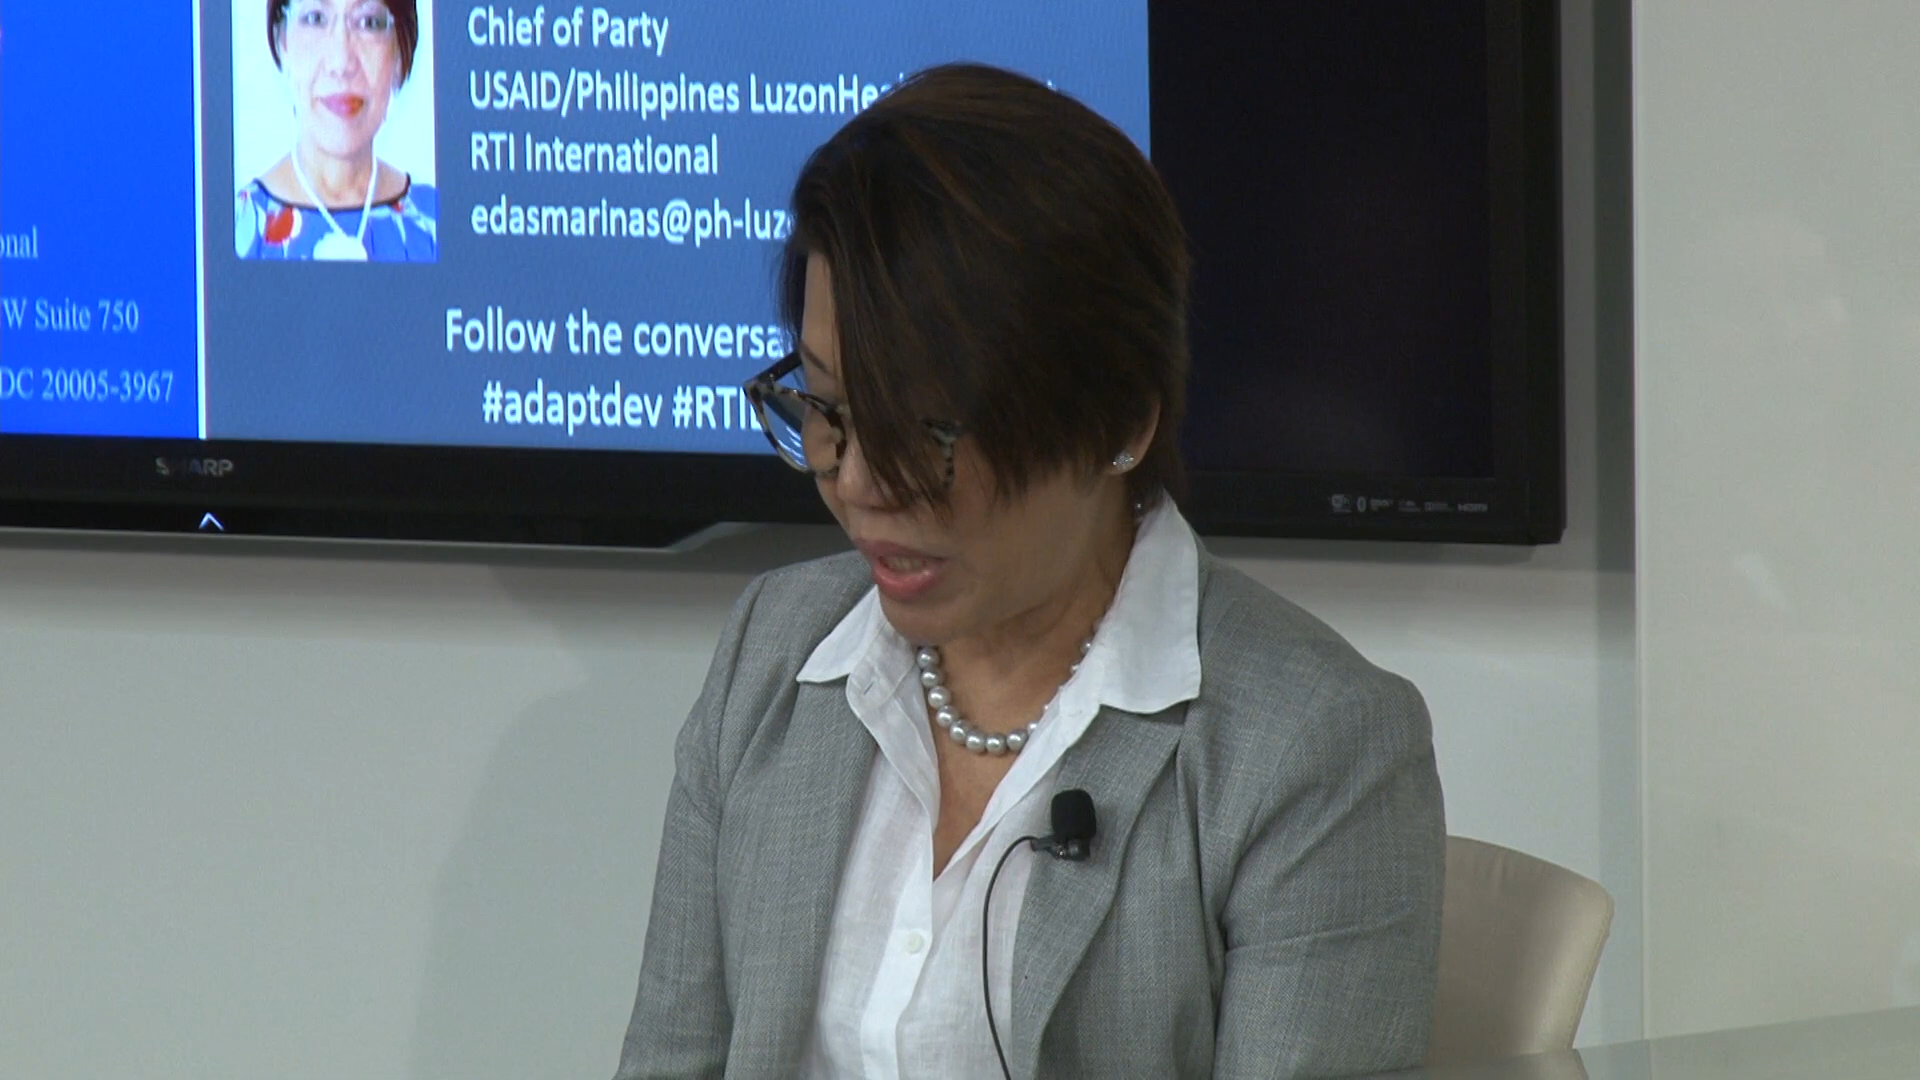 Chief of Party
USAID/Philippines
RTI International
edasmarinas@ph-luz
onal
W Suite 750
Follow the conversa
DC 20005-3967
#adaptdev #RTI
SHARP
HDMI